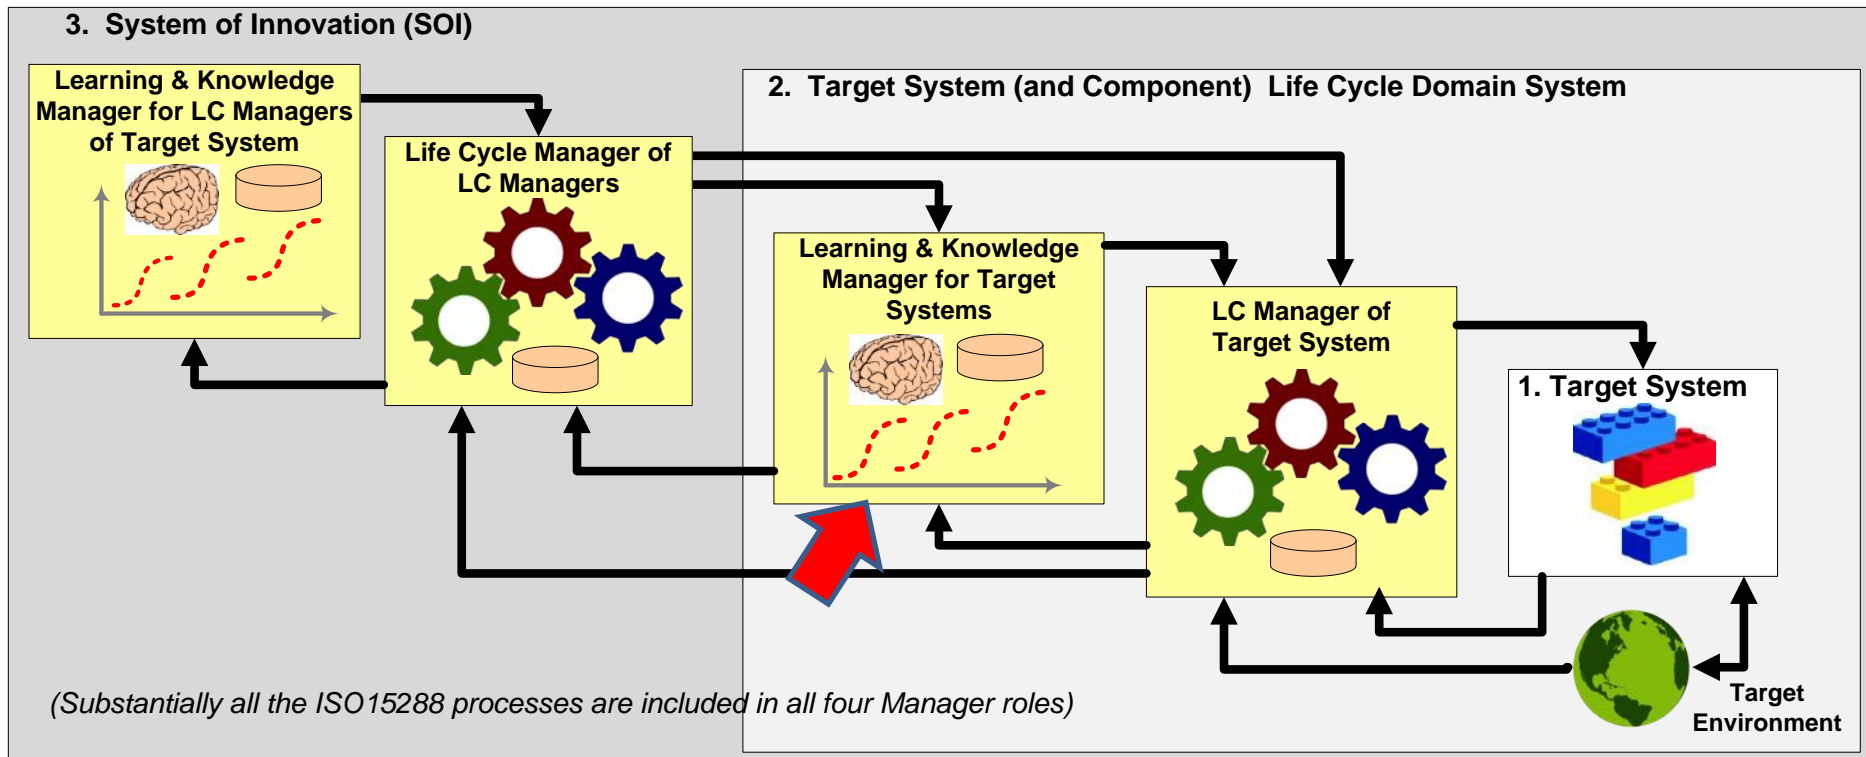 3. System of Innovation (SOI)
Learning & Knowledge
Manager for LC Managers
of Target System
Life Cycle Manager of
LC Managers
2. Target System (and Component) Life Cycle Domain System
Learning & Knowledge
Manager for Target
Systems
LC Manager of
Target System
1. Target System
Target
Environment
(Substantially all the ISO15288 processes are included in all four Manager roles)